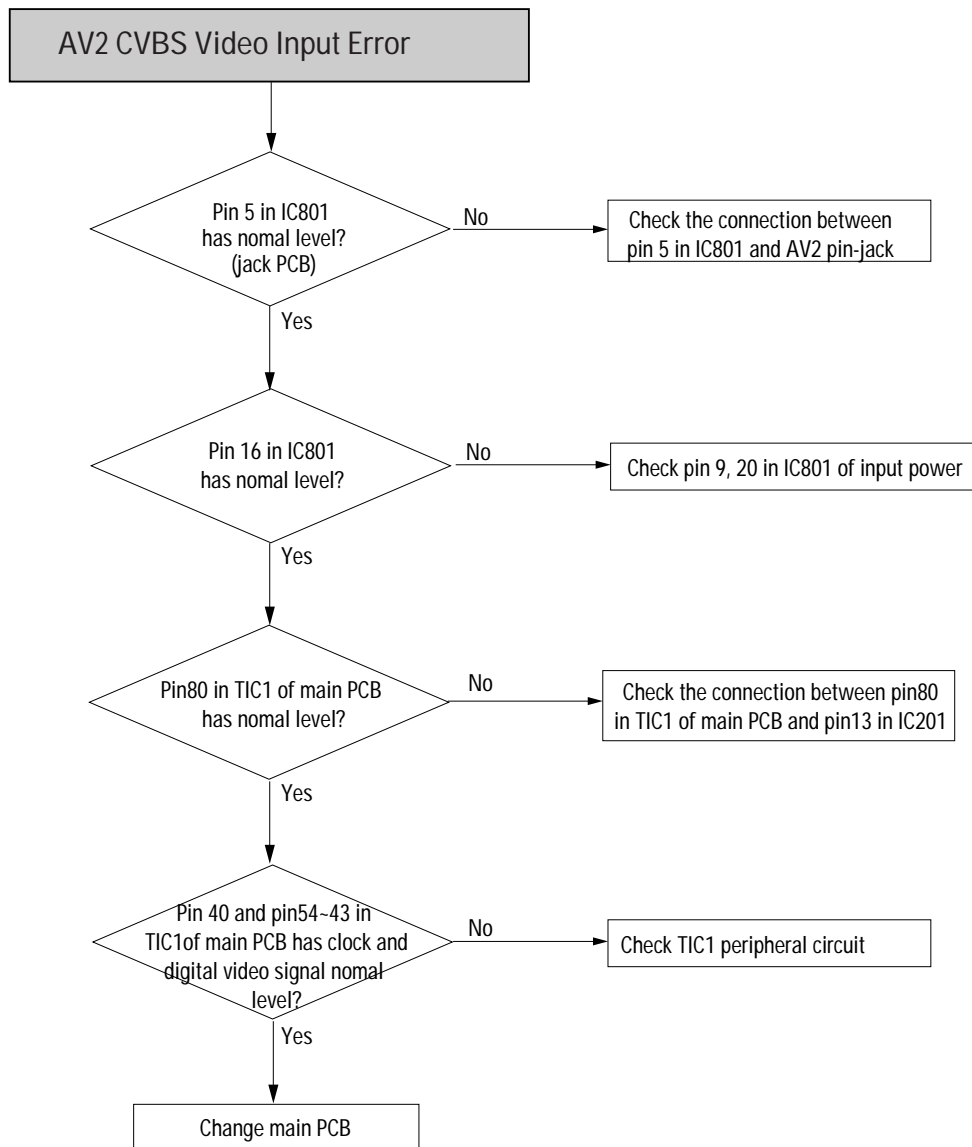 AV2 CVBS Video Input Error
Pin 5 in IC801
has nomal level?
(jack PCB)
No
Check the connection between
pin 5 in IC801 and AV2 pin-jack
Yes
Pin 16 in IC801
has nomal level?
No
Check pin 9, 20 in IC801 of input power
Yes
Pin80 in TIC1 of main PCB
has nomal level?
No
Check the connection between pin80
in TIC1 of main PCB and pin13 in IC201
Yes
Pin 40 and pin54~43 in
TIC1of main PCB has clock and
digital video signal nomal
level?
No
Check TIC1 peripheral circuit
Yes
Change main PCB